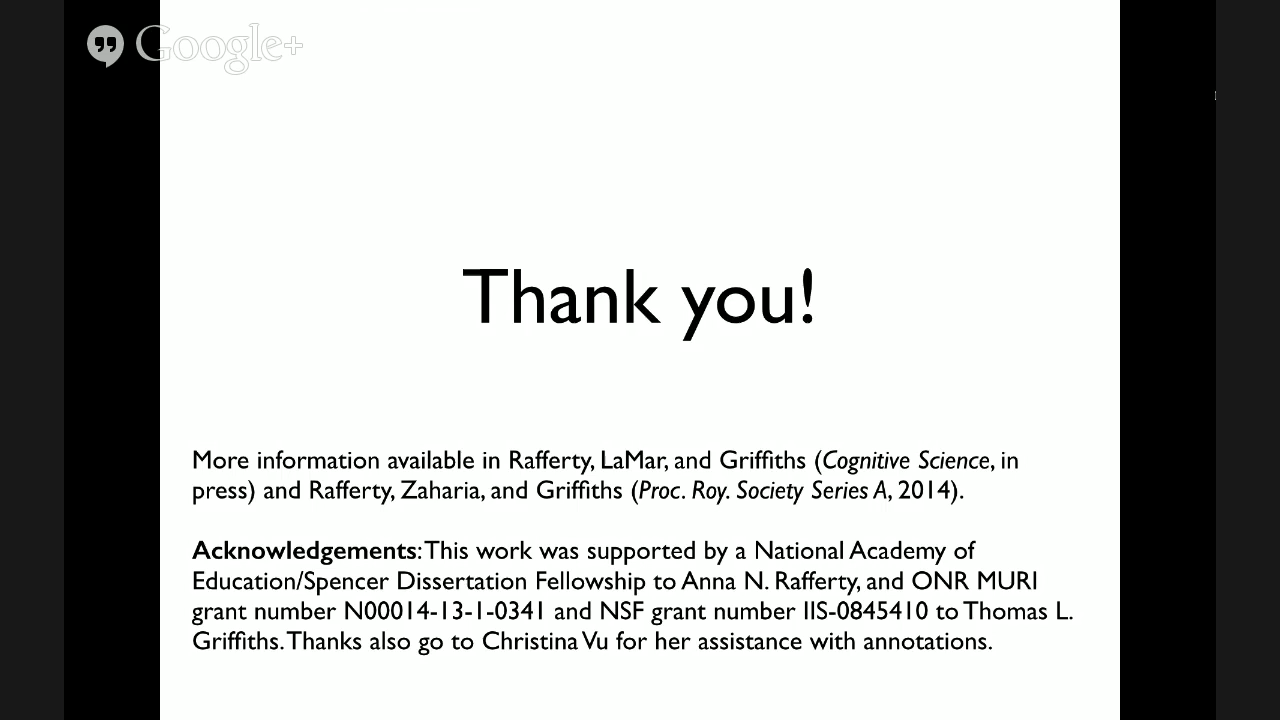 Google+
Thank you!
More information available in Rafferty, LaMar, and Griffiths (Cognitive Science, in
press) and Rafferty, Zaharia, and Griffiths (Proc. Roy. Society Series A, 2014).
Acknowledgements: This work was supported by a National Academy of
Education/Spencer Dissertation Fellowship to Anna N. Rafferty, and ONR MURI
grant number N00014-13-1-0341 and NSF grant number IIS-0845410 to Thomas L.
Griffiths. Thanks also go to Christina Vu for her assistance with annotations.